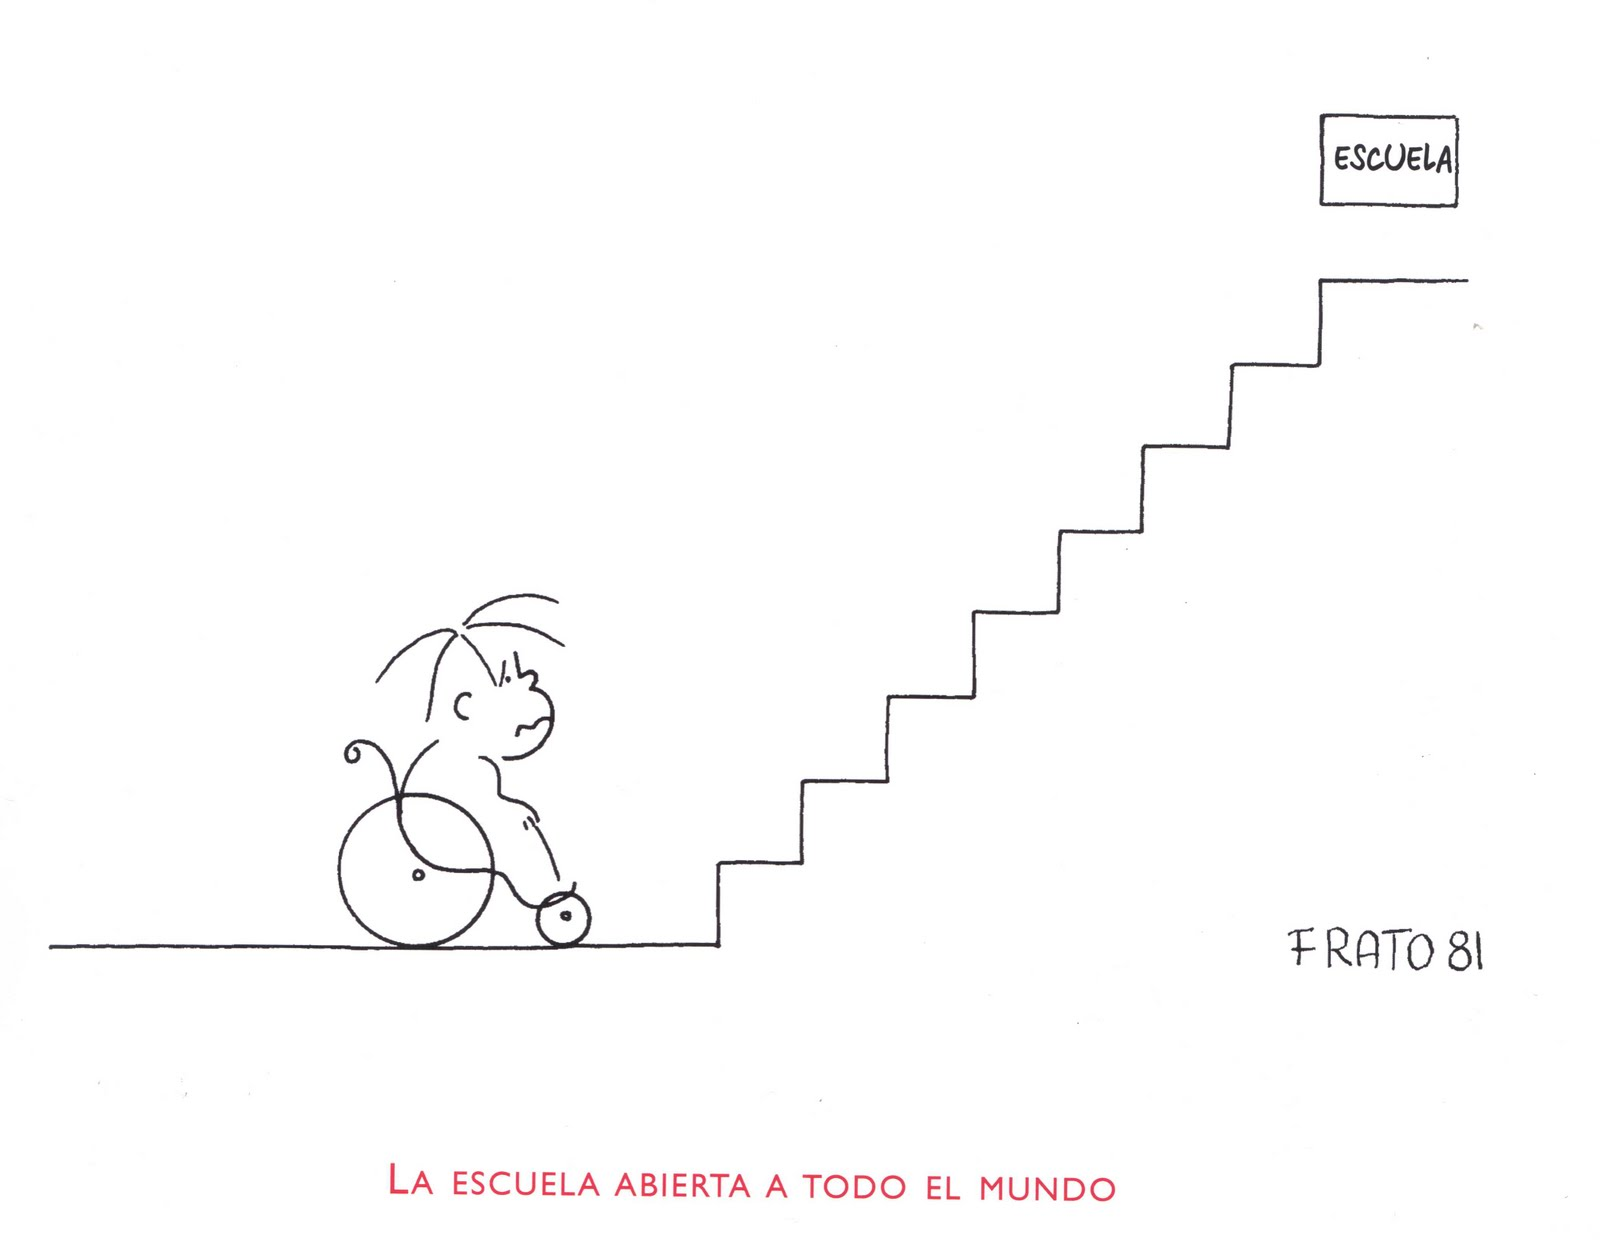 ESCUELA
FRATO 81
LA ESCUELA ABIERTA A TODO EL MUNDO